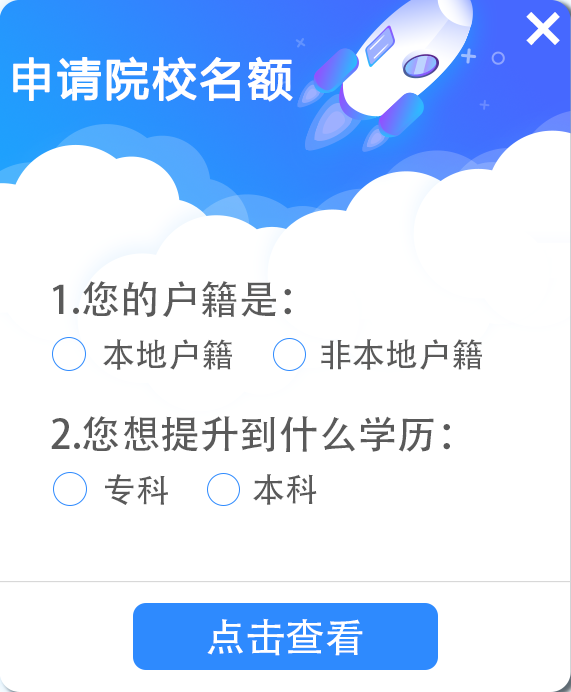 申请院校名额
1.您的户籍是：
本地户籍 非本地户籍
2.您想提升到什么学历：
专科 本科
点击查看